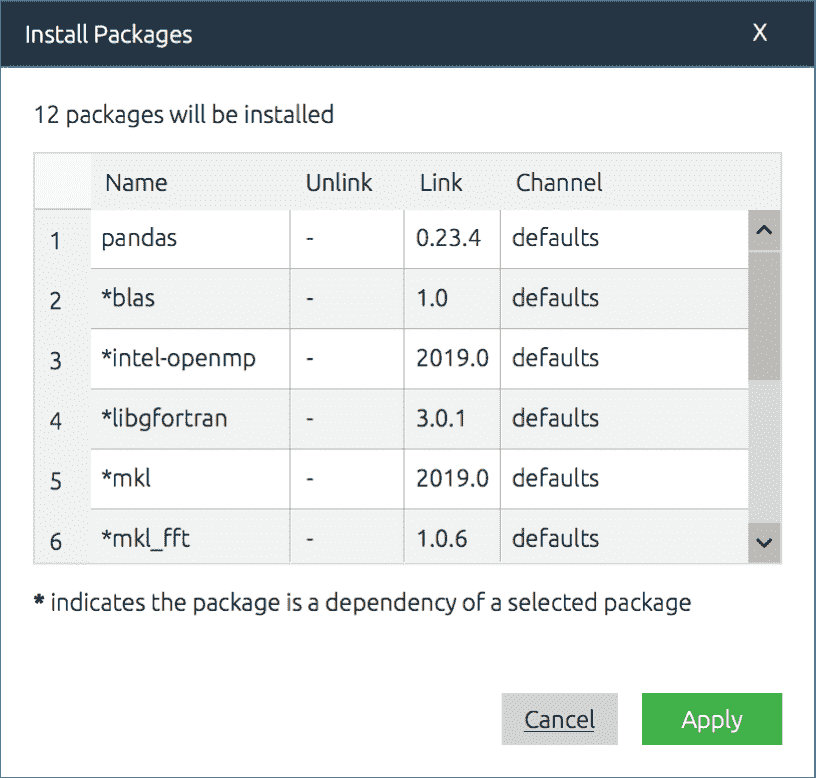 Install Packages X
12 packages will be installed
Name Unlink Link Channel
1 pandas - 0.23.4 defaults
2 *blas - 1.0 defaults
3 *intel-openmp - 2019.0 defaults
4 *libgfortran - 3.0.1 defaults
5 *mkl - 2019.0 defaults
6 *mkl_fft - 1.0.6 defaults
* indicates the package is a dependency of a selected package
Cancel Apply